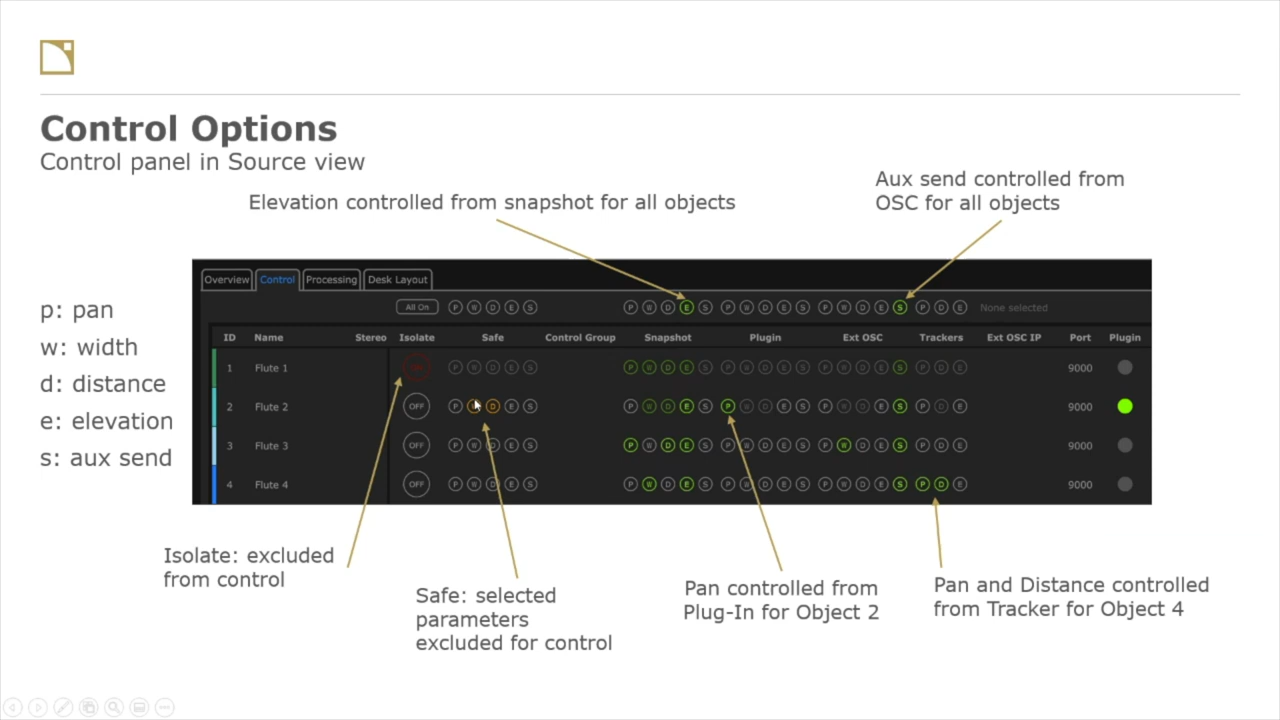 Control Options
Control panel in Source view
Elevation controlled from snapshot for all objects
Aux send controlled from
OSC for all objects
p: pan
w: width
d: distance
e: elevation
s: aux send
Overview Control Processing Desk Layout
All On P W D E S P W D E S P W D E S P W D E S P D E None selected
ID Name Stereo Isolate Safe Control Group Snapshot Plugin Ext OSC Trackers Ext OSC IP Port Plugin
1 Flute 1 P W D E S P W D E S P W D E S P W D E S P D E 9000
2 Flute 2 OFF P W D E S P W D E S P W D E S P W D E S P D E 9000
3 Flute 3 OFF P W D E S P W D E S P W D E S P W D E S P D E 9000
4 Flute 4 OFF P W D E S P W D E S P W D E S P W D E S P D E 9000
Isolate: excluded
from control
Safe: selected
parameters
excluded for control
Pan controlled from
Plug-In for Object 2
Pan and Distance controlled
from Tracker for Object 4